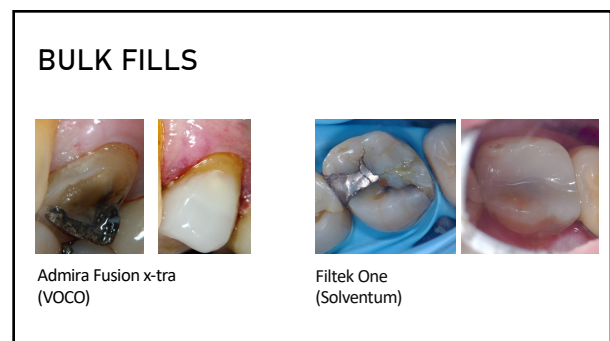 BULK FILLS
Admira Fusion x-tra
(VOCO)
Filtek One
(Solventum)